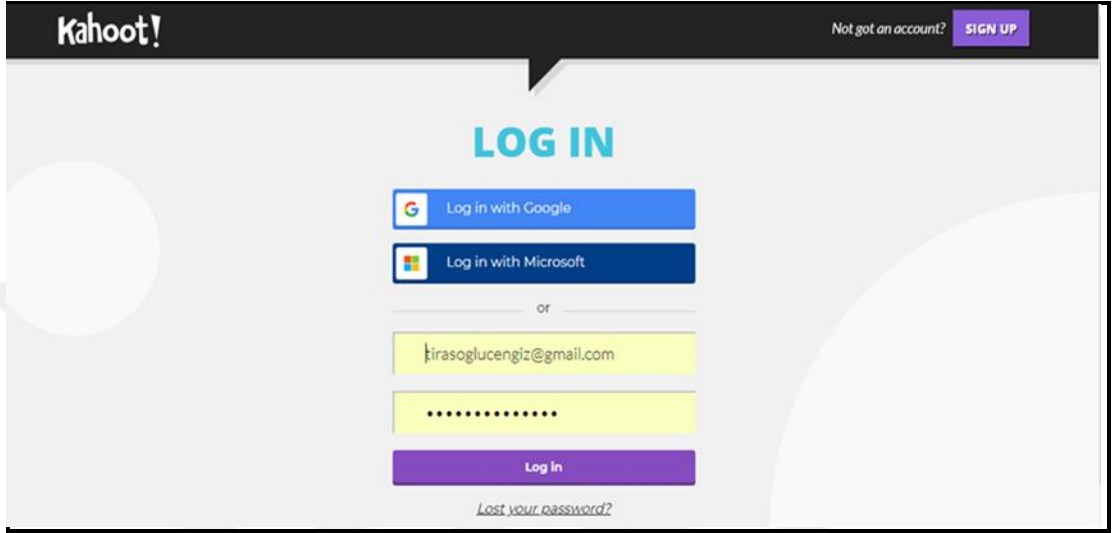 Kahoot!
Not got an account? SIGN UP
LOG IN
Log in with Google
Log in with Microsoft
or
tirasoglucengiz@gmail.com
••••••••••••••
Log in
Lost your password?